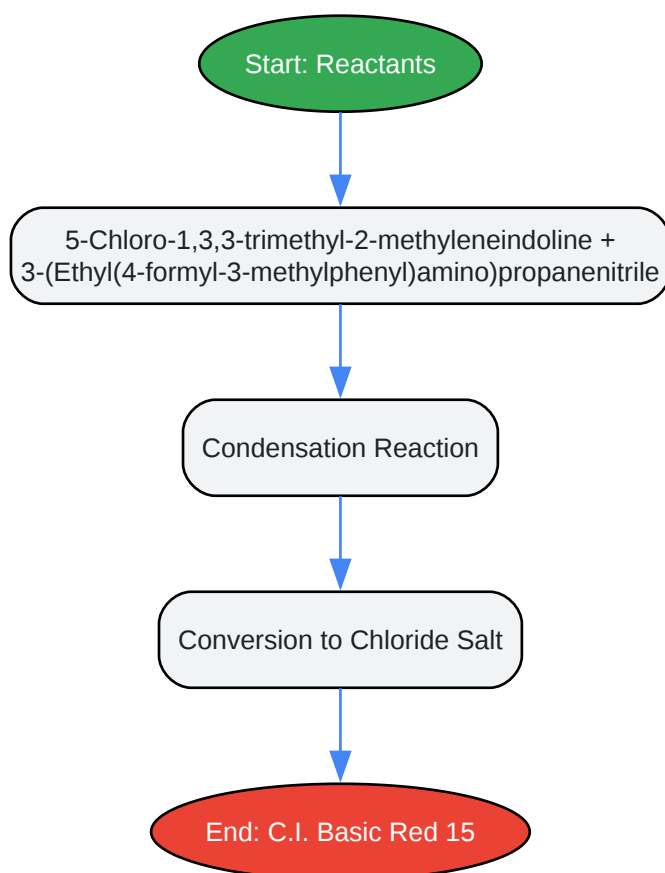 Start: Reactants
5-Chloro-1,3,3-trimethyl-2-methyleneindoline +
3-(Ethyl(4-formyl-3-methylphenyl)amino)propanenitrile
Condensation Reaction
Conversion to Chloride Salt
End: C.I. Basic Red 15